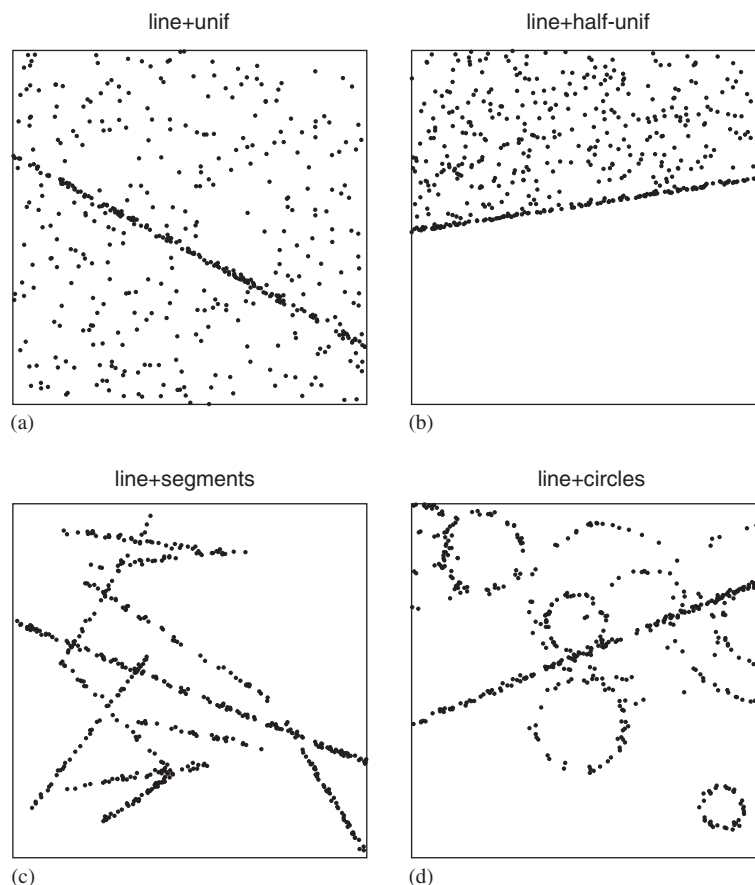 line+unif
line+half-unif
(a)
(b)
line+segments
line+circles
(c)
(d)